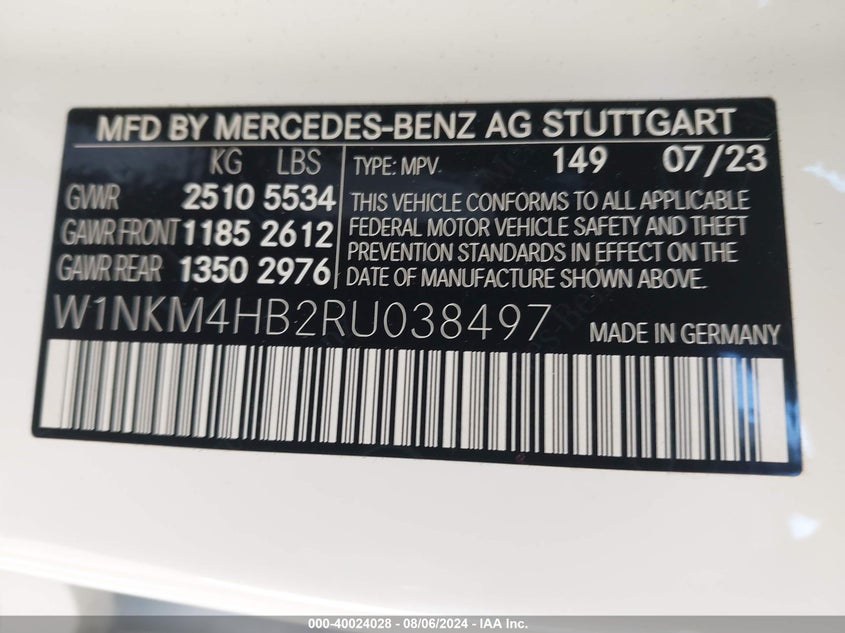 MFD BY MERCEDES-BENZ AG STUTTGART
KG LBS
GVWR 2510 5534
GAWR FRONT 1185 2612
GAWR REAR 1350 2976
TYPE: MPV 149 07/23
THIS VEHICLE CONFORMS TO ALL APPLICABLE
FEDERAL MOTOR VEHICLE SAFETY AND THEFT
PREVENTION STANDARDS IN EFFECT ON THE
DATE OF MANUFACTURE SHOWN ABOVE.
W1NKM4HB2RU038497 MADE IN GERMANY
000-40024028 - 08/06/2024 - IAA Inc.